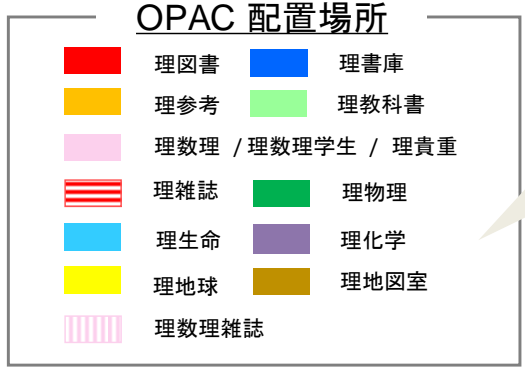 OPAC 配置場所
理図書 理書庫
理参考 理教科書
理数理 / 理数理学生 / 理貴重
理雑誌 理物理
理生命 理化学
理地球 理地図室
理数理雑誌